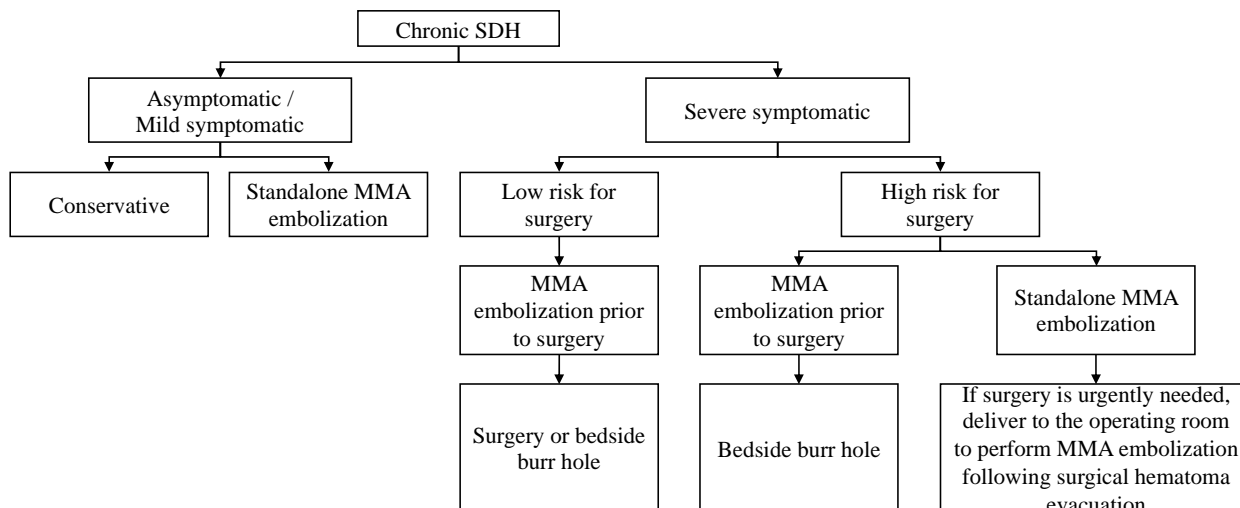 Chronic SDH
Asymptomatic /
Mild symptomatic
Severe symptomatic
Conservative
Standalone MMA
embolization
Low risk for
surgery
High risk for
surgery
MMA
embolization prior
to surgery
MMA
embolization prior
to surgery
Standalone MMA
embolization
Surgery or bedside
burr hole
Bedside burr hole
If surgery is urgently needed,
deliver to the operating room
to perform MMA embolization
following surgical hematoma
evacuation